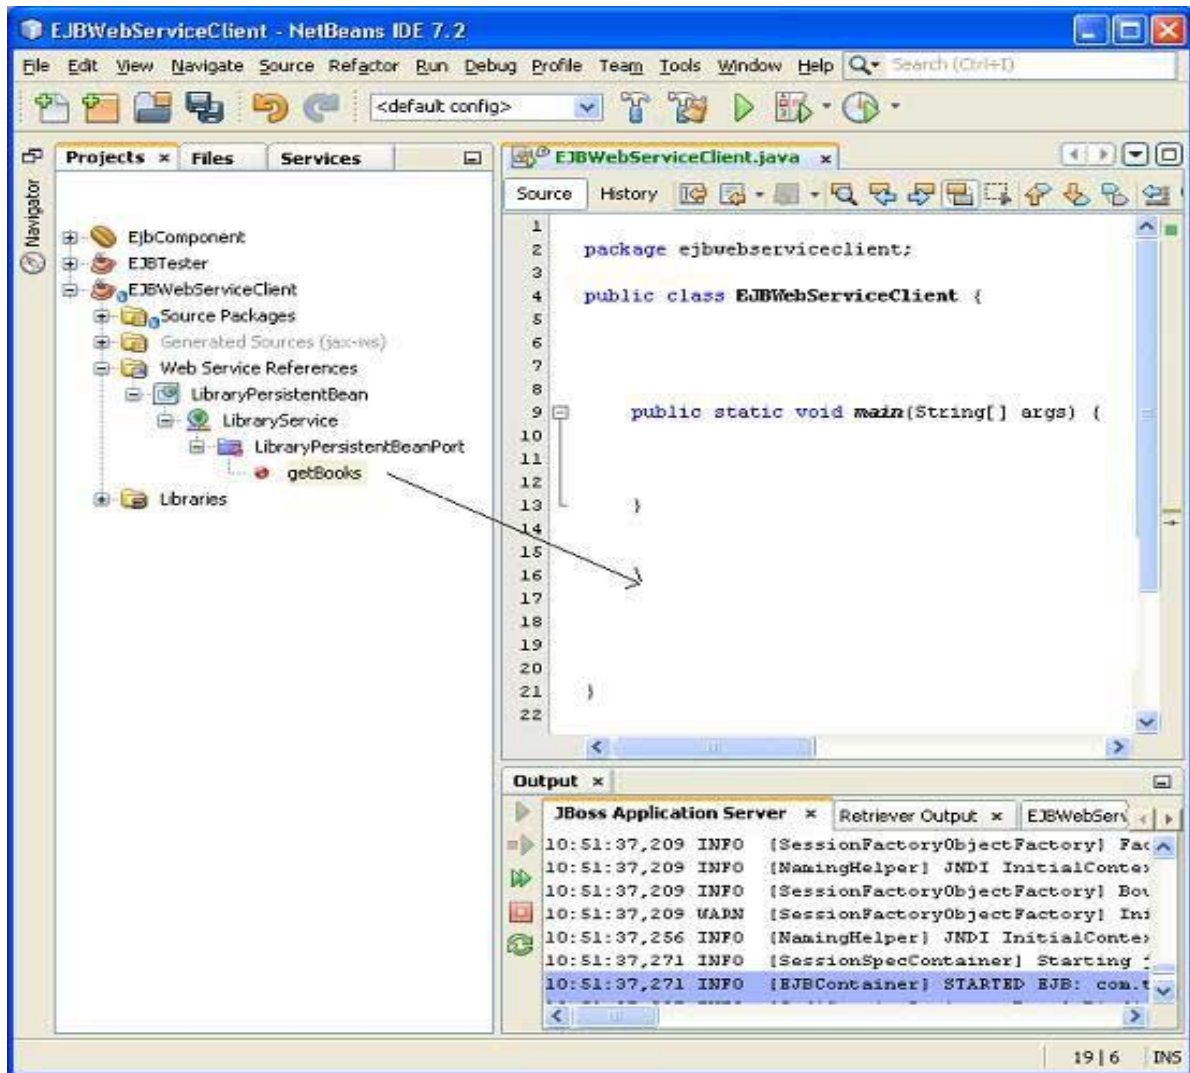 EJBWebServiceClient - NetBeans IDE 7.2
File Edit View Navigate Source Refactor Run Debug Profile Team Tools Window Help Search (Ctrl+I)
<default config>
Projects Files Services
Navigator
EjbComponent
EJBTester
EJBWebServiceClient
Source Packages
Generated Sources (jax-ws)
Web Service References
LibraryPersistentBean
LibraryService
LibraryPersistentBeanPort
getBooks
Libraries
EJBWebServiceClient.java
Source History
1
2 package ejbwebserviceclient;
3
4 public class EJBWebServiceClient {
5
6
7
8
9 public static void main(String[] args) {
10
11
12
13 }
14
15
16 }
17
18
19
20
21 }
22
Output
JBoss Application Server Retriever Output EJBWebServ
10:51:37,209 INFO [SessionFactoryObjectFactory] Fac
10:51:37,209 INFO [NamingHelper] JNDI InitialContex
10:51:37,209 INFO [SessionFactoryObjectFactory] Bou
10:51:37,209 WARN [SessionFactoryObjectFactory] Ini
10:51:37,256 INFO [NamingHelper] JNDI InitialContex
10:51:37,271 INFO [SessionSpecContainer] Starting
10:51:37,271 INFO [EJBContainer] STARTED EJB: com.t
19 | 6 INS